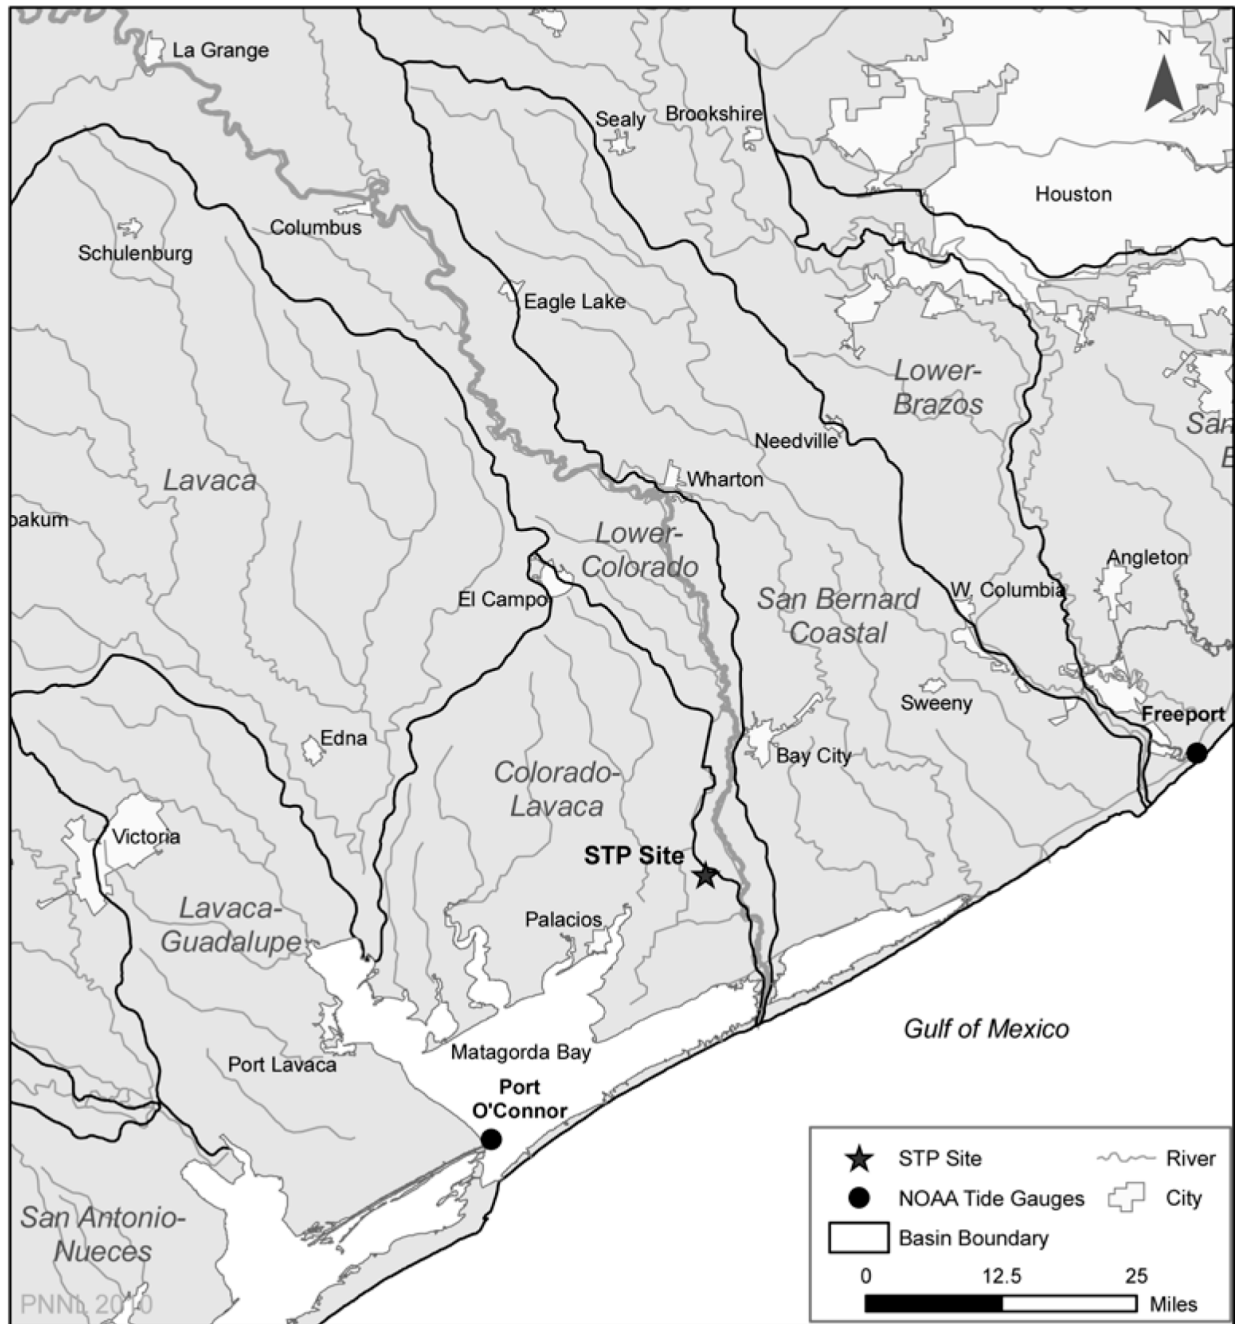 N
La Grange
Sealy
Brookshire
Houston
Columbus
Schulenburg
Eagle Lake
Lower-
Brazos
San
B
Needville
Lavaca
Wharton
oakum
Lower-
Colorado
Angleton
El Campo
San Bernard
Coastal
W. Columbia
Sweeny
Freeport
Edna
Bay City
Colorado-
Lavaca
Victoria
STP Site
Lavaca-
Guadalupe
Palacios
Gulf of Mexico
Matagorda Bay
Port Lavaca
Port
O'Connor
San Antonio-
Nueces
PNNL 2010
STP Site
River
NOAA Tide Gauges
City
Basin Boundary
0
12.5
25
Miles